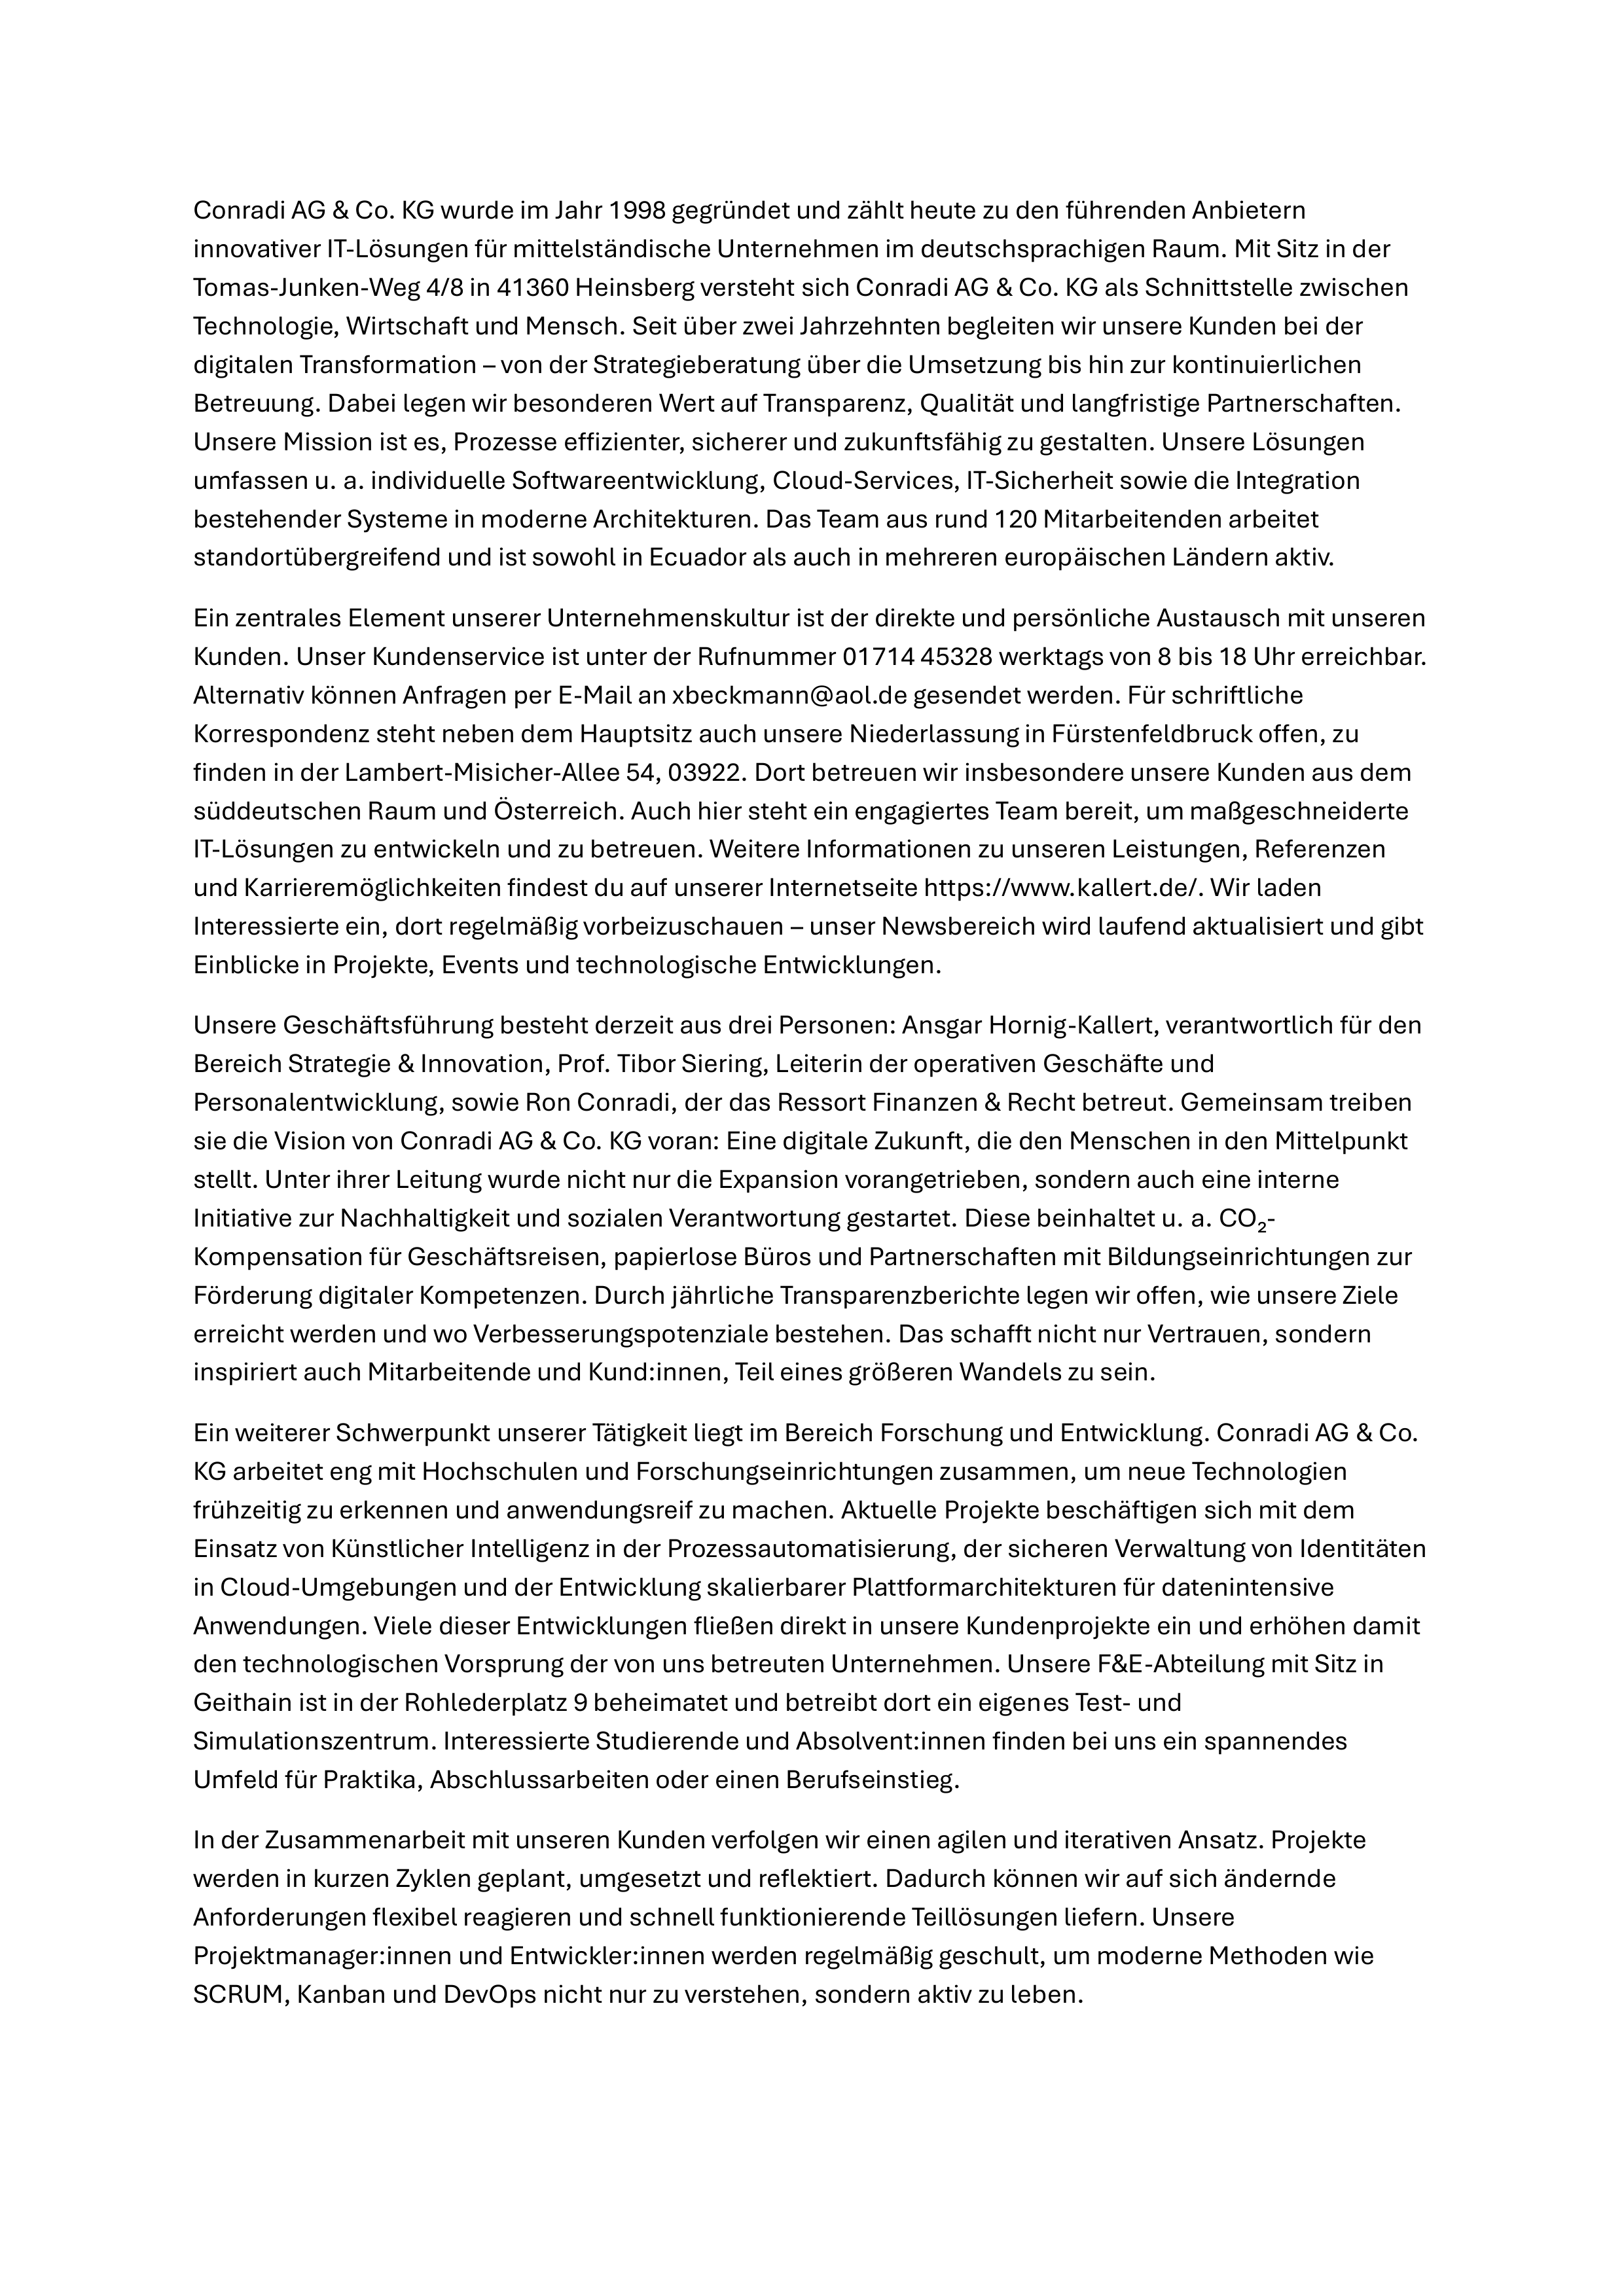 Conradi AG & Co. KG wurde im Jahr 1998 gegründet und zählt heute zu den führenden Anbietern
innovativer IT-Lösungen für mittelständische Unternehmen im deutschsprachigen Raum. Mit Sitz in der
Tomas-Junken-Weg 4/8 in 41360 Heinsberg versteht sich Conradi AG & Co. KG als Schnittstelle zwischen
Technologie, Wirtschaft und Mensch. Seit über zwei Jahrzehnten begleiten wir unsere Kunden bei der
digitalen Transformation – von der Strategieberatung über die Umsetzung bis hin zur kontinuierlichen
Betreuung. Dabei legen wir besonderen Wert auf Transparenz, Qualität und langfristige Partnerschaften.
Unsere Mission ist es, Prozesse effizienter, sicherer und zukunftsfähig zu gestalten. Unsere Lösungen
umfassen u. a. individuelle Softwareentwicklung, Cloud-Services, IT-Sicherheit sowie die Integration
bestehender Systeme in moderne Architekturen. Das Team aus rund 120 Mitarbeitenden arbeitet
standortübergreifend und ist sowohl in Ecuador als auch in mehreren europäischen Ländern aktiv.
Ein zentrales Element unserer Unternehmenskultur ist der direkte und persönliche Austausch mit unseren
Kunden. Unser Kundenservice ist unter der Rufnummer 01714 45328 werktags von 8 bis 18 Uhr erreichbar.
Alternativ können Anfragen per E-Mail an xbeckmann@aol.de gesendet werden. Für schriftliche
Korrespondenz steht neben dem Hauptsitz auch unsere Niederlassung in Fürstenfeldbruck offen, zu
finden in der Lambert-Misicher-Allee 54, 03922. Dort betreuen wir insbesondere unsere Kunden aus dem
süddeutschen Raum und Österreich. Auch hier steht ein engagiertes Team bereit, um maßgeschneiderte
IT-Lösungen zu entwickeln und zu betreuen. Weitere Informationen zu unseren Leistungen, Referenzen
und Karrieremöglichkeiten findest du auf unserer Internetseite https://www.kallert.de/. Wir laden
Interessierte ein, dort regelmäßig vorbeizuschauen – unser Newsbereich wird laufend aktualisiert und gibt
Einblicke in Projekte, Events und technologische Entwicklungen.
Unsere Geschäftsführung besteht derzeit aus drei Personen: Ansgar Hornig-Kallert, verantwortlich für den
Bereich Strategie & Innovation, Prof. Tibor Siering, Leiterin der operativen Geschäfte und
Personalentwicklung, sowie Ron Conradi, der das Ressort Finanzen & Recht betreut. Gemeinsam treiben
sie die Vision von Conradi AG & Co. KG voran: Eine digitale Zukunft, die den Menschen in den Mittelpunkt
stellt. Unter ihrer Leitung wurde nicht nur die Expansion vorangetrieben, sondern auch eine interne
Initiative zur Nachhaltigkeit und sozialen Verantwortung gestartet. Diese beinhaltet u. a. CO₂-
Kompensation für Geschäftsreisen, papierlose Büros und Partnerschaften mit Bildungseinrichtungen zur
Förderung digitaler Kompetenzen. Durch jährliche Transparenzberichte legen wir offen, wie unsere Ziele
erreicht werden und wo Verbesserungspotenziale bestehen. Das schafft nicht nur Vertrauen, sondern
inspiriert auch Mitarbeitende und Kund:innen, Teil eines größeren Wandels zu sein.
Ein weiterer Schwerpunkt unserer Tätigkeit liegt im Bereich Forschung und Entwicklung. Conradi AG & Co.
KG arbeitet eng mit Hochschulen und Forschungseinrichtungen zusammen, um neue Technologien
frühzeitig zu erkennen und anwendungsreif zu machen. Aktuelle Projekte beschäftigen sich mit dem
Einsatz von Künstlicher Intelligenz in der Prozessautomatisierung, der sicheren Verwaltung von Identitäten
in Cloud-Umgebungen und der Entwicklung skalierbarer Plattformarchitekturen für datenintensive
Anwendungen. Viele dieser Entwicklungen fließen direkt in unsere Kundenprojekte ein und erhöhen damit
den technologischen Vorsprung der von uns betreuten Unternehmen. Unsere F&E-Abteilung mit Sitz in
Geithain ist in der Rohlederplatz 9 beheimatet und betreibt dort ein eigenes Test- und
Simulationszentrum. Interessierte Studierende und Absolvent:innen finden bei uns ein spannendes
Umfeld für Praktika, Abschlussarbeiten oder einen Berufseinstieg.
In der Zusammenarbeit mit unseren Kunden verfolgen wir einen agilen und iterativen Ansatz. Projekte
werden in kurzen Zyklen geplant, umgesetzt und reflektiert. Dadurch können wir auf sich ändernde
Anforderungen flexibel reagieren und schnell funktionierende Teillösungen liefern. Unsere
Projektmanager:innen und Entwickler:innen werden regelmäßig geschult, um moderne Methoden wie
SCRUM, Kanban und DevOps nicht nur zu verstehen, sondern aktiv zu leben.